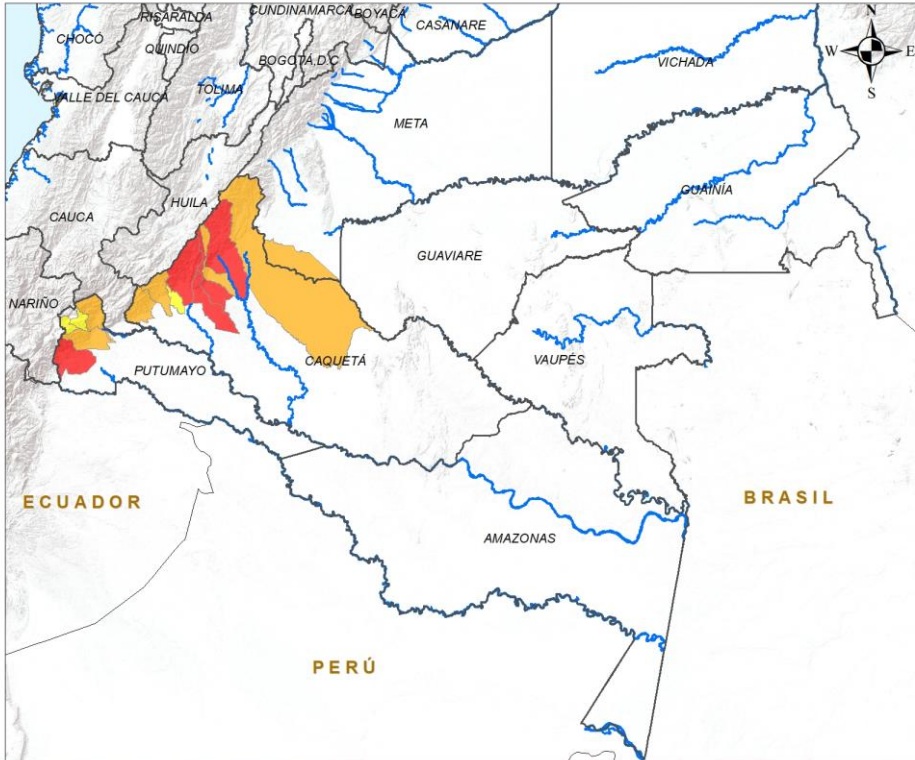 RISARALDA
CUNDINAMARCA
BOYACÁ
CASANARE
CHOCÓ
QUINDÍO
BOGOTÁ D.C
TOLIMA
VALLE DEL CAUCA
VICHADA
N
W
E
S
META
GUAINÍA
CAUCA
HUILA
GUAVIARE
NARIÑO
PUTUMAYO
CAQUETÁ
VAUPÉS
ECUADOR
BRASIL
AMAZONAS
PERÚ